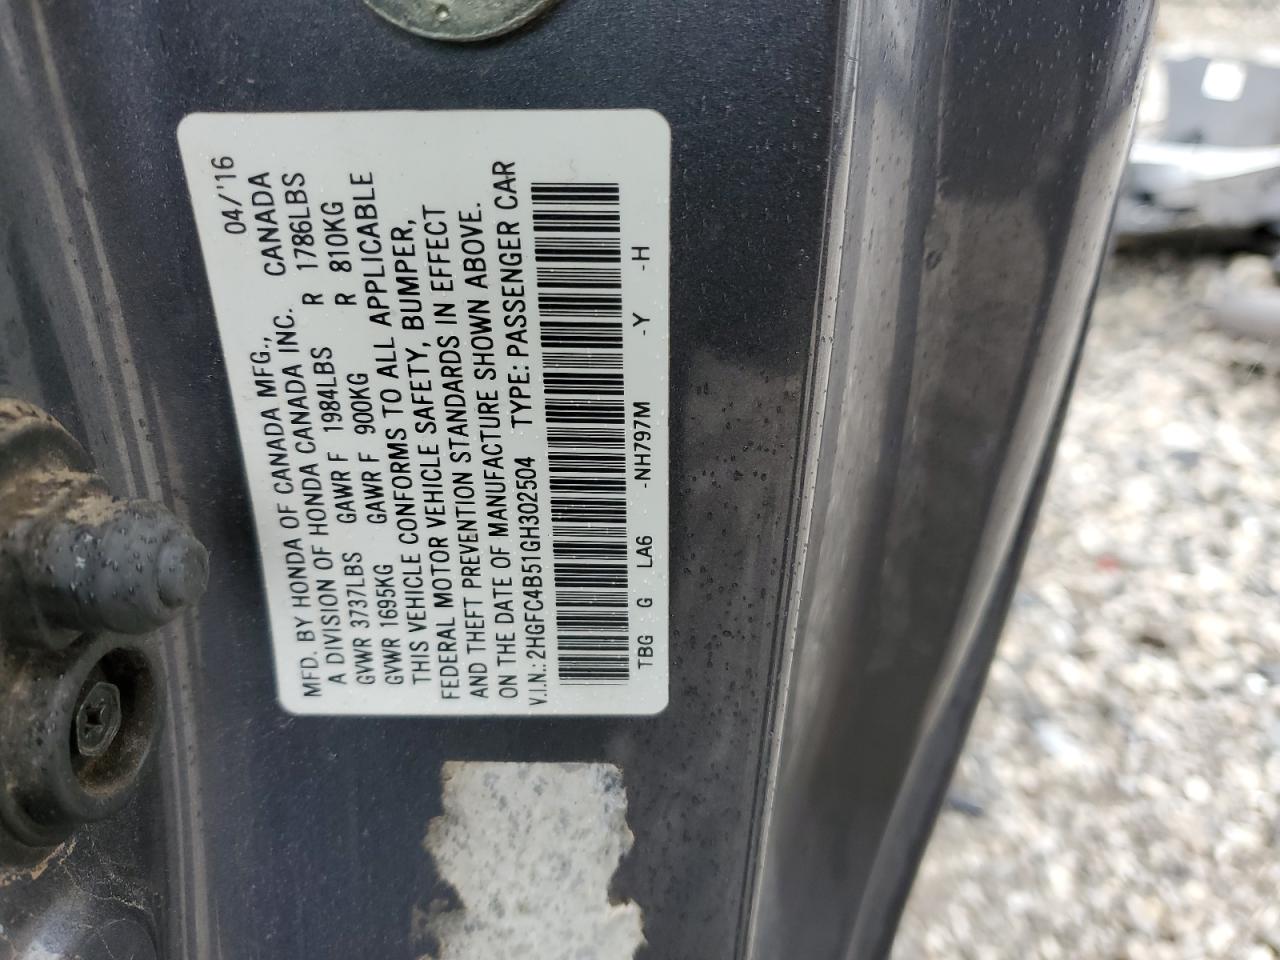 04/'16
MFD. BY HONDA OF CANADA MFG., CANADA
A DIVISION OF HONDA CANADA INC.
GVWR 3737LBS GAWR F 1984LBS R 1786LBS
GVWR 1695KG GAWR F 900KG R 810KG
THIS VEHICLE CONFORMS TO ALL APPLICABLE
FEDERAL MOTOR VEHICLE SAFETY, BUMPER,
AND THEFT PREVENTION STANDARDS IN EFFECT
ON THE DATE OF MANUFACTURE SHOWN ABOVE.
V.I.N.: 2HGFC4B51GH302504 TYPE: PASSENGER CAR
TBG G LA6 -NH797M -Y -H